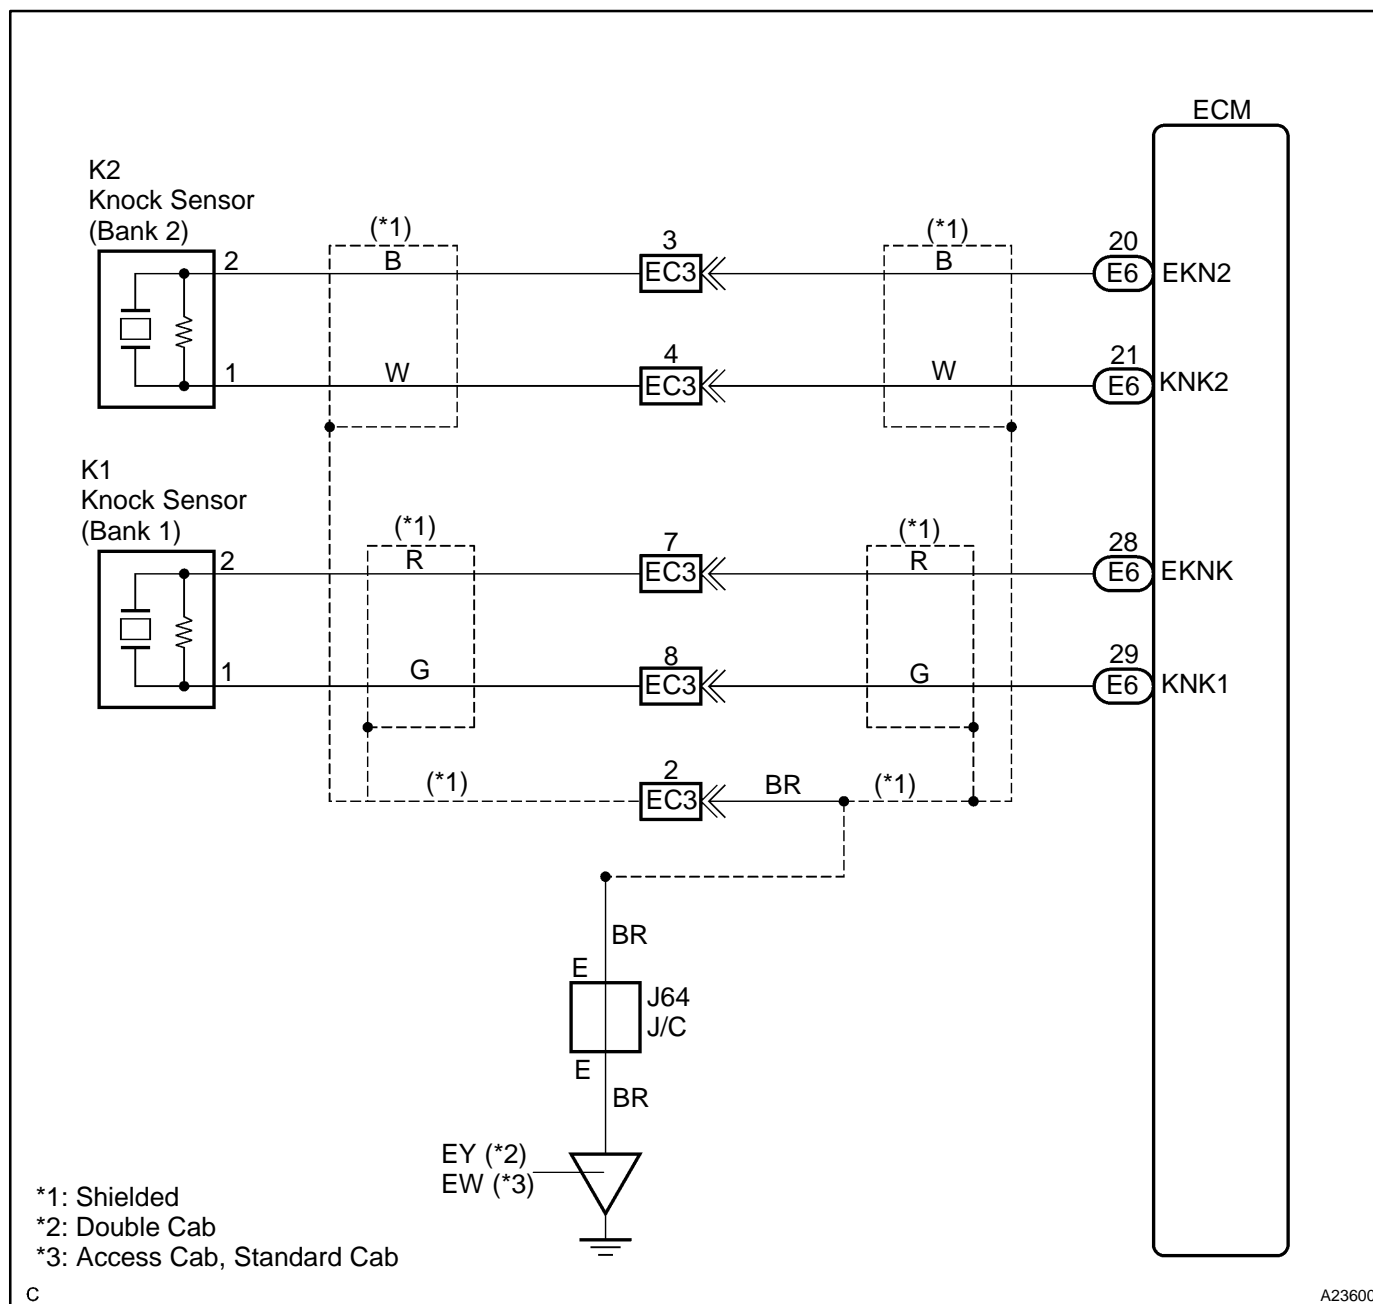 ECM
K2
Knock Sensor
(Bank 2)
(*1)
(*1)
2
B
3
EC3
B
20
E6
EKN2
1
W
4
EC3
W
21
E6
KNK2
K1
Knock Sensor
(Bank 1)
(*1)
(*1)
2
R
7
EC3
R
28
E6
EKNK
1
G
8
EC3
G
29
E6
KNK1
(*1)
2
EC3
BR
(*1)
BR
E
J64
J/C
E
BR
EY (*2)
EW (*3)
*1: Shielded
*2: Double Cab
*3: Access Cab, Standard Cab
C
A23600